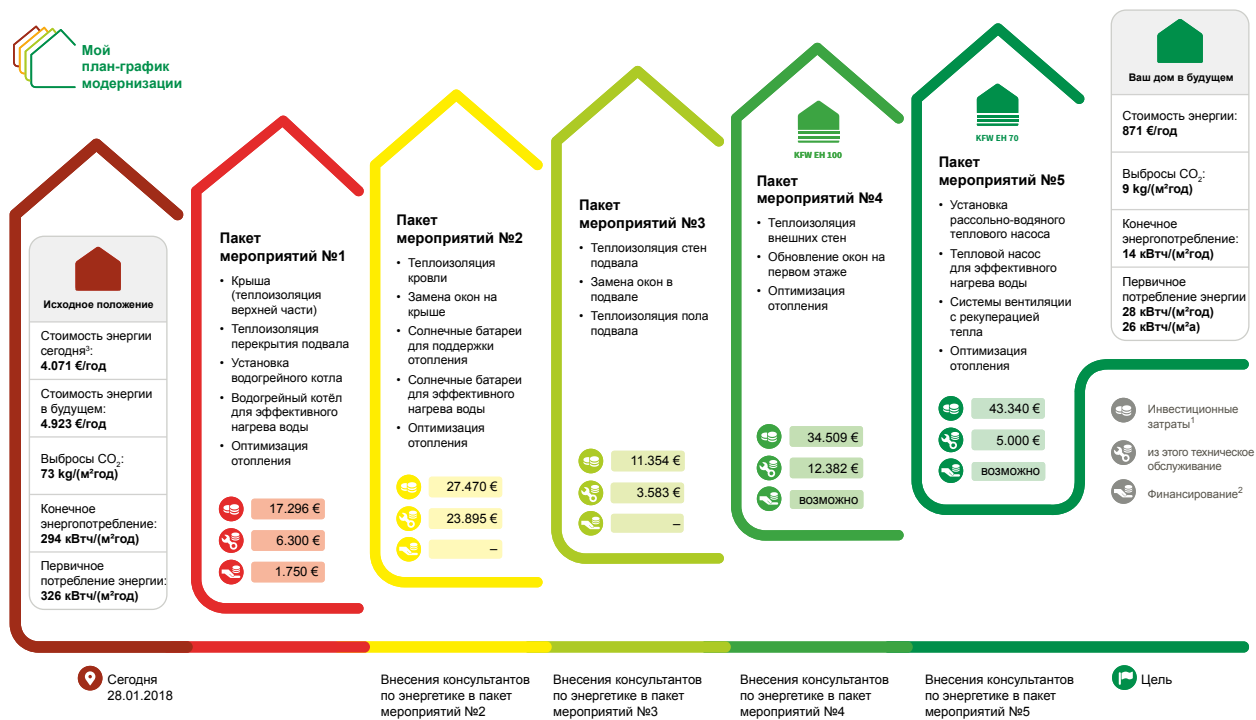 Мой
план-график
модернизации
Исходное положение
Стоимость энергии
сегодня³:
4.071 €/год
Стоимость энергии
в будущем:
4.923 €/год
Выбросы CO₂:
73 kg/(м²год)
Конечное
энергопотребление:
294 кВтч/(м²год)
Первичное
потребление энергии:
326 кВтч/(м²год)
Пакет
мероприятий №1
• Крыша
(теплоизоляция
верхней части)
• Теплоизоляция
перекрытия подвала
• Установка
водогрейного котла
• Водогрейный котёл
для эффективного
нагрева воды
• Оптимизация
отопления
17.296 €
6.300 €
1.750 €
Пакет
мероприятий №2
• Теплоизоляция
кровли
• Замена окон на
крыше
• Солнечные батареи
для поддержки
отопления
• Солнечные батареи
для эффективного
нагрева воды
• Оптимизация
отопления
27.470 €
23.895 €
–
Пакет
мероприятий №3
• Теплоизоляция стен
подвала
• Замена окон в
подвале
• Теплоизоляция пола
подвала
11.354 €
3.583 €
–
KFW EH 100
Пакет
мероприятий №4
• Теплоизоляция
внешних стен
• Обновление окон на
первом этаже
• Оптимизация
отопления
34.509 €
12.382 €
возможно
KFW EH 70
Пакет
мероприятий №5
• Установка
рассольно-водяного
теплового насоса
• Тепловой насос
для эффективного
нагрева воды
• Системы вентиляции
с рекуперацией
тепла
• Оптимизация
отопления
43.340 €
5.000 €
возможно
Ваш дом в будущем
Стоимость энергии:
871 €/год
Выбросы CO₂:
9 kg/(м²год)
Конечное
энергопотребление:
14 кВтч/(м²год)
Первичное
потребление энергии
28 кВтч/(м²год)
26 кВтч/(м²а)
Инвестиционные
затраты¹
из этого техническое
обслуживание
Финансирование²
Сегодня
28.01.2018
Внесения консультантов
по энергетике в пакет
мероприятий №2
Внесения консультантов
по энергетике в пакет
мероприятий №3
Внесения консультантов
по энергетике в пакет
мероприятий №4
Внесения консультантов
по энергетике в пакет
мероприятий №5
Цель